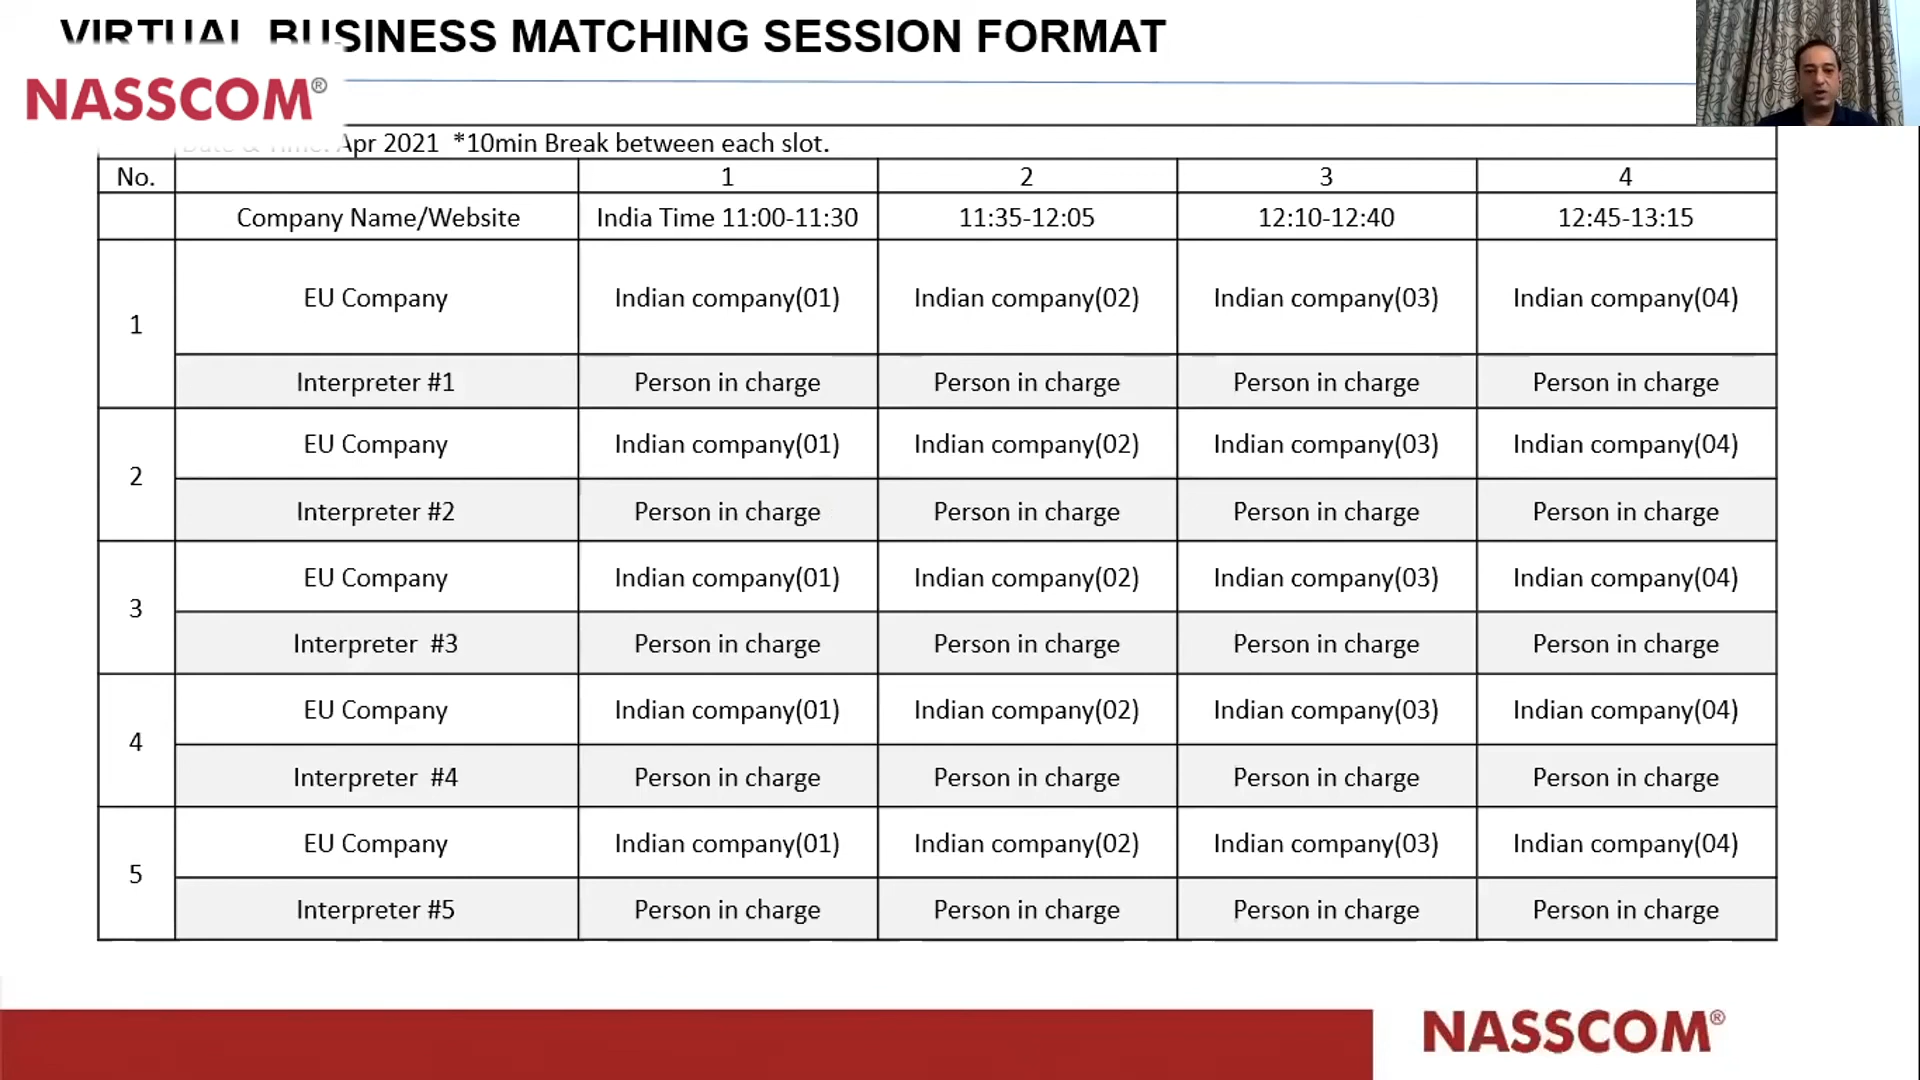 VIRTUAL BUSINESS MATCHING SESSION FORMAT
NASSCOM®
Date & Time: Apr 2021 *10min Break between each slot.
No. 1 2 3 4
Company Name/Website India Time 11:00-11:30 11:35-12:05 12:10-12:40 12:45-13:15
1 EU Company Indian company(01) Indian company(02) Indian company(03) Indian company(04)
Interpreter #1 Person in charge Person in charge Person in charge Person in charge
2 EU Company Indian company(01) Indian company(02) Indian company(03) Indian company(04)
Interpreter #2 Person in charge Person in charge Person in charge Person in charge
3 EU Company Indian company(01) Indian company(02) Indian company(03) Indian company(04)
Interpreter #3 Person in charge Person in charge Person in charge Person in charge
4 EU Company Indian company(01) Indian company(02) Indian company(03) Indian company(04)
Interpreter #4 Person in charge Person in charge Person in charge Person in charge
5 EU Company Indian company(01) Indian company(02) Indian company(03) Indian company(04)
Interpreter #5 Person in charge Person in charge Person in charge Person in charge
NASSCOM®